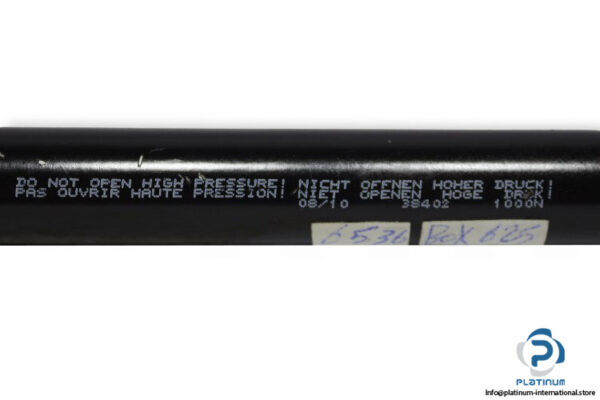 DO NOT OPEN HIGH PRESSURE! NICHT OFFNEN HOHER DRUCK!
PAS OUVRIR HAUTE PRESSION! NIET OPENEN HOGE DRUK!
08/10 38402 1000N
6536 BOX 625
PLATINUM
info@platinum-international.store